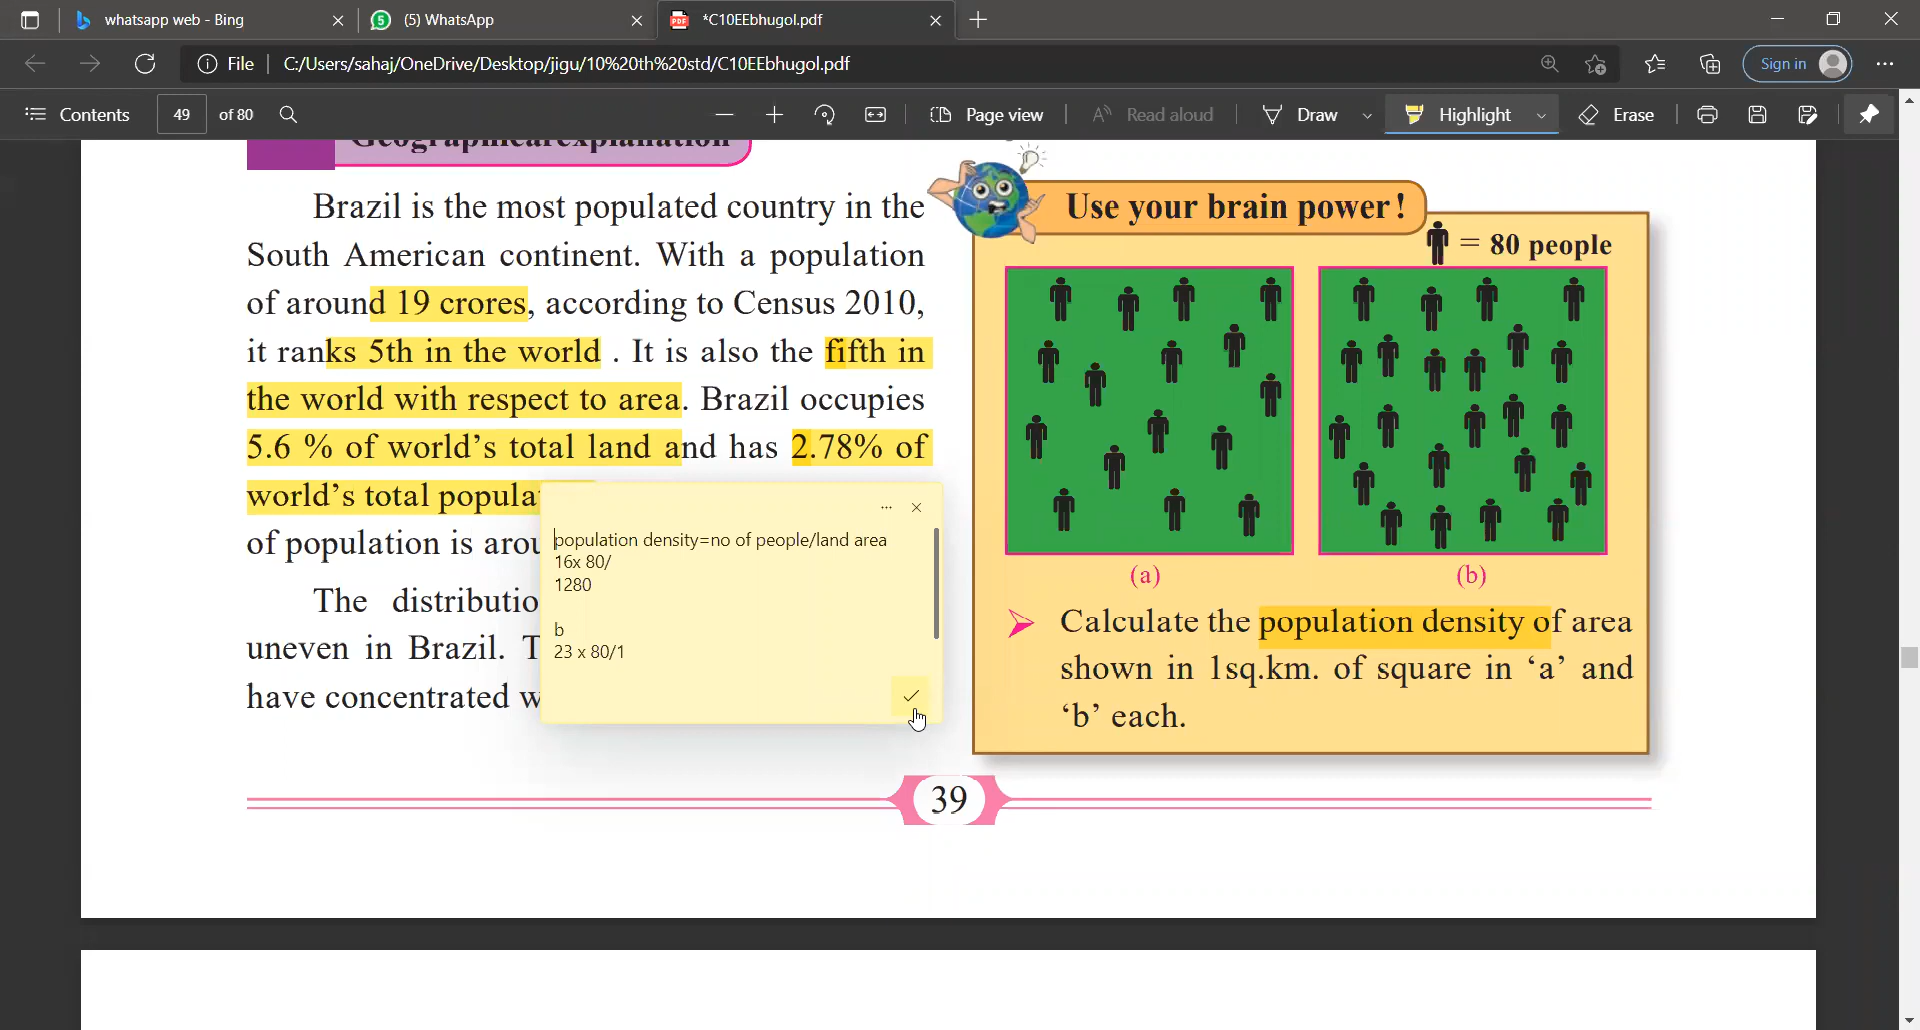 whatsapp web - Bing
(5) WhatsApp
*C10EEbhugol.pdf
File
C:/Users/sahaj/OneDrive/Desktop/jigu/10%20th%20std/C10EEbhugol.pdf
Sign in
Contents
49 of 80
Page view
Read aloud
Draw
Highlight
Erase
Geographical explanation
Brazil is the most populated country in the
South American continent. With a population
of around 19 crores, according to Census 2010,
it ranks 5th in the world . It is also the fifth in
the world with respect to area. Brazil occupies
5.6 % of world's total land and has 2.78% of
world's total
of population is
The
uneven in Brazil.
have concentrated
population density=no of people/land area
16x 80/
1280
b
23 x 80/1
Use your brain power!
= 80 people
(a)
(b)
Calculate the population density of area
shown in 1sq.km. of square in ‘a’ and
‘b’ each.
39